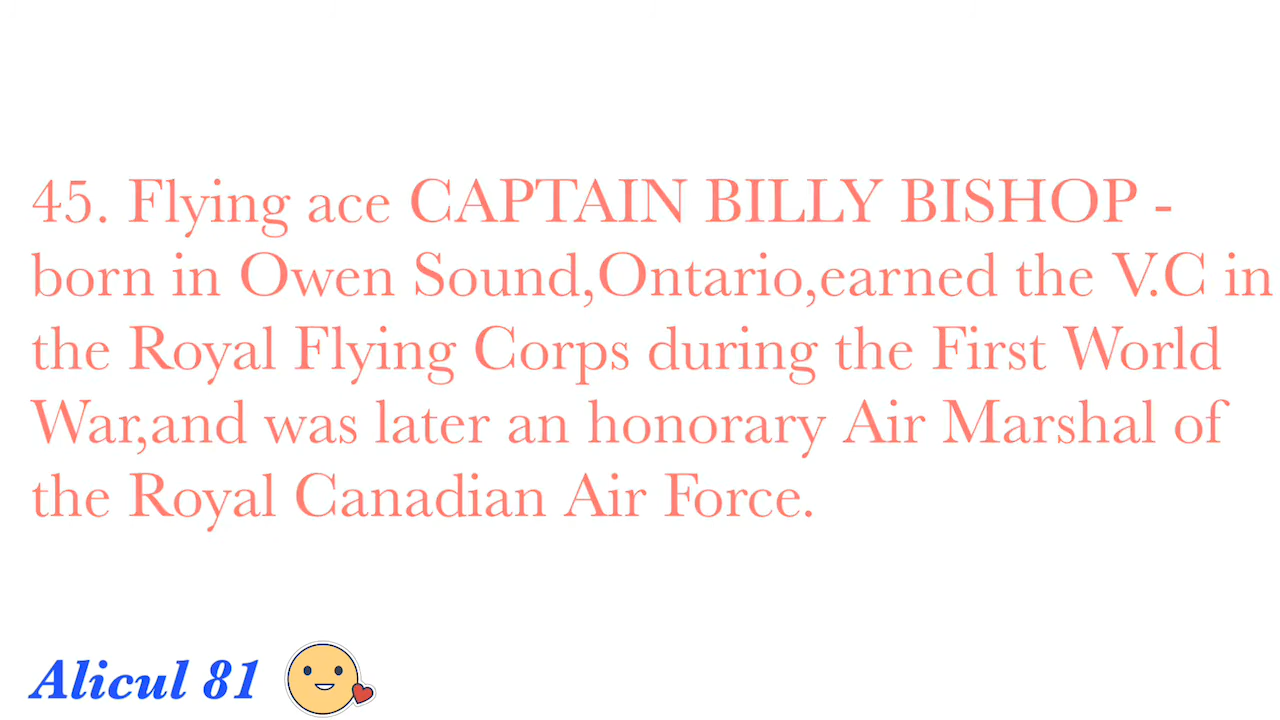 45. Flying ace CAPTAIN BILLY BISHOP -
born in Owen Sound,Ontario,earned the V.C in
the Royal Flying Corps during the First World
War,and was later an honorary Air Marshal of
the Royal Canadian Air Force.
Alicul 81